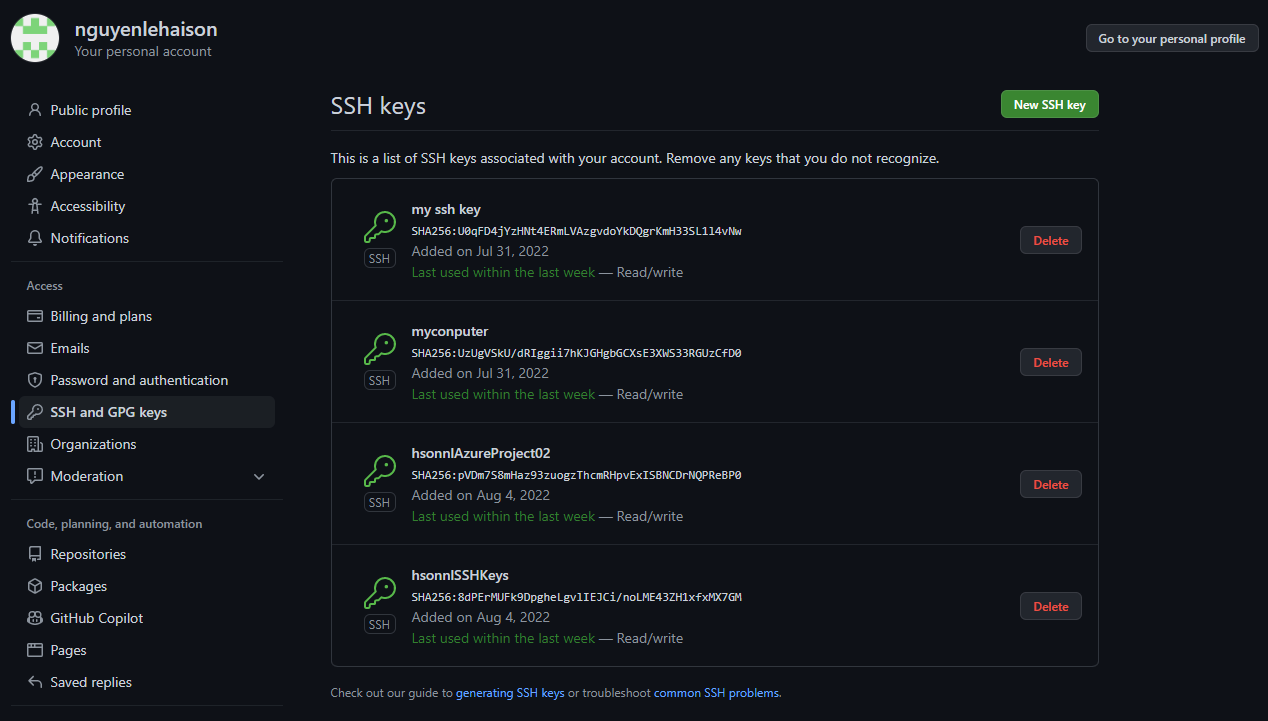 nguyenlehaison
Your personal account
Go to your personal profile
Public profile
Account
Appearance
Accessibility
Notifications
Access
Billing and plans
Emails
Password and authentication
SSH and GPG keys
Organizations
Moderation
Code, planning, and automation
Repositories
Packages
GitHub Copilot
Pages
Saved replies
SSH keys
New SSH key
This is a list of SSH keys associated with your account. Remove any keys that you do not recognize.
my ssh key
SHA256:U0qFD4jYzHNt4ERmLVAzgvdoYkDQgrKmH33SL1l4vNw
Added on Jul 31, 2022
Last used within the last week — Read/write
SSH
Delete
myconputer
SHA256:UzUgVSkU/dRIggii7hKJGHgbGCXsE3XWS33RGUzCfD0
Added on Jul 31, 2022
Last used within the last week — Read/write
SSH
Delete
hsonnlAzureProject02
SHA256:pVDm7S8mHaz93zuogzThcmRHpvExISBNCDrNQPReBP0
Added on Aug 4, 2022
Last used within the last week — Read/write
SSH
Delete
hsonnlSSHKeys
SHA256:8dPErMUFk9DpgheLgvlIEJCi/noLME43ZH1xfxMX7GM
Added on Aug 4, 2022
Last used within the last week — Read/write
SSH
Delete
Check out our guide to generating SSH keys or troubleshoot common SSH problems.